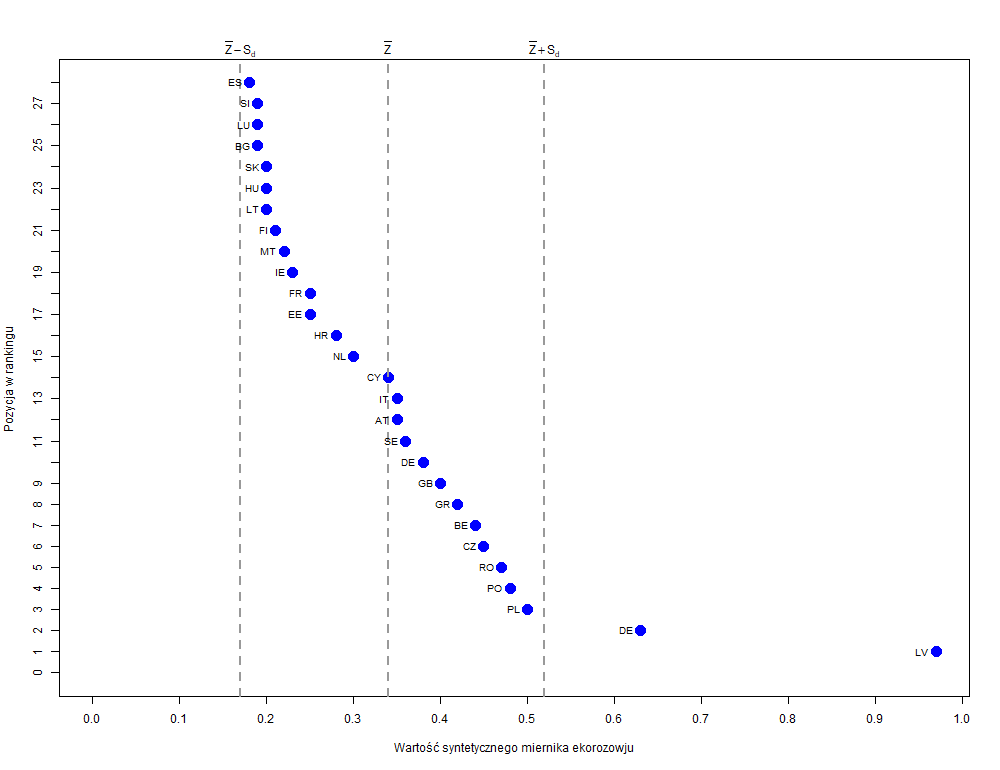 Z̅ – Sd Z̅ Z̅ + Sd
ES
27 SI
LU
25 BG
SK
23 HU
LT
21 FI
MT
19 IE
FR
17 EE
HR
15 NL
CY
13 IT
AT
11 SE
DE
9 GB
8 GR
7 BE
6 CZ
5 RO
4 PO
3 PL
2 DE
1 LV
0
Pozycja w rankingu
0.0 0.1 0.2 0.3 0.4 0.5 0.6 0.7 0.8 0.9 1.0
Wartość syntetycznego miernika ekorozowju